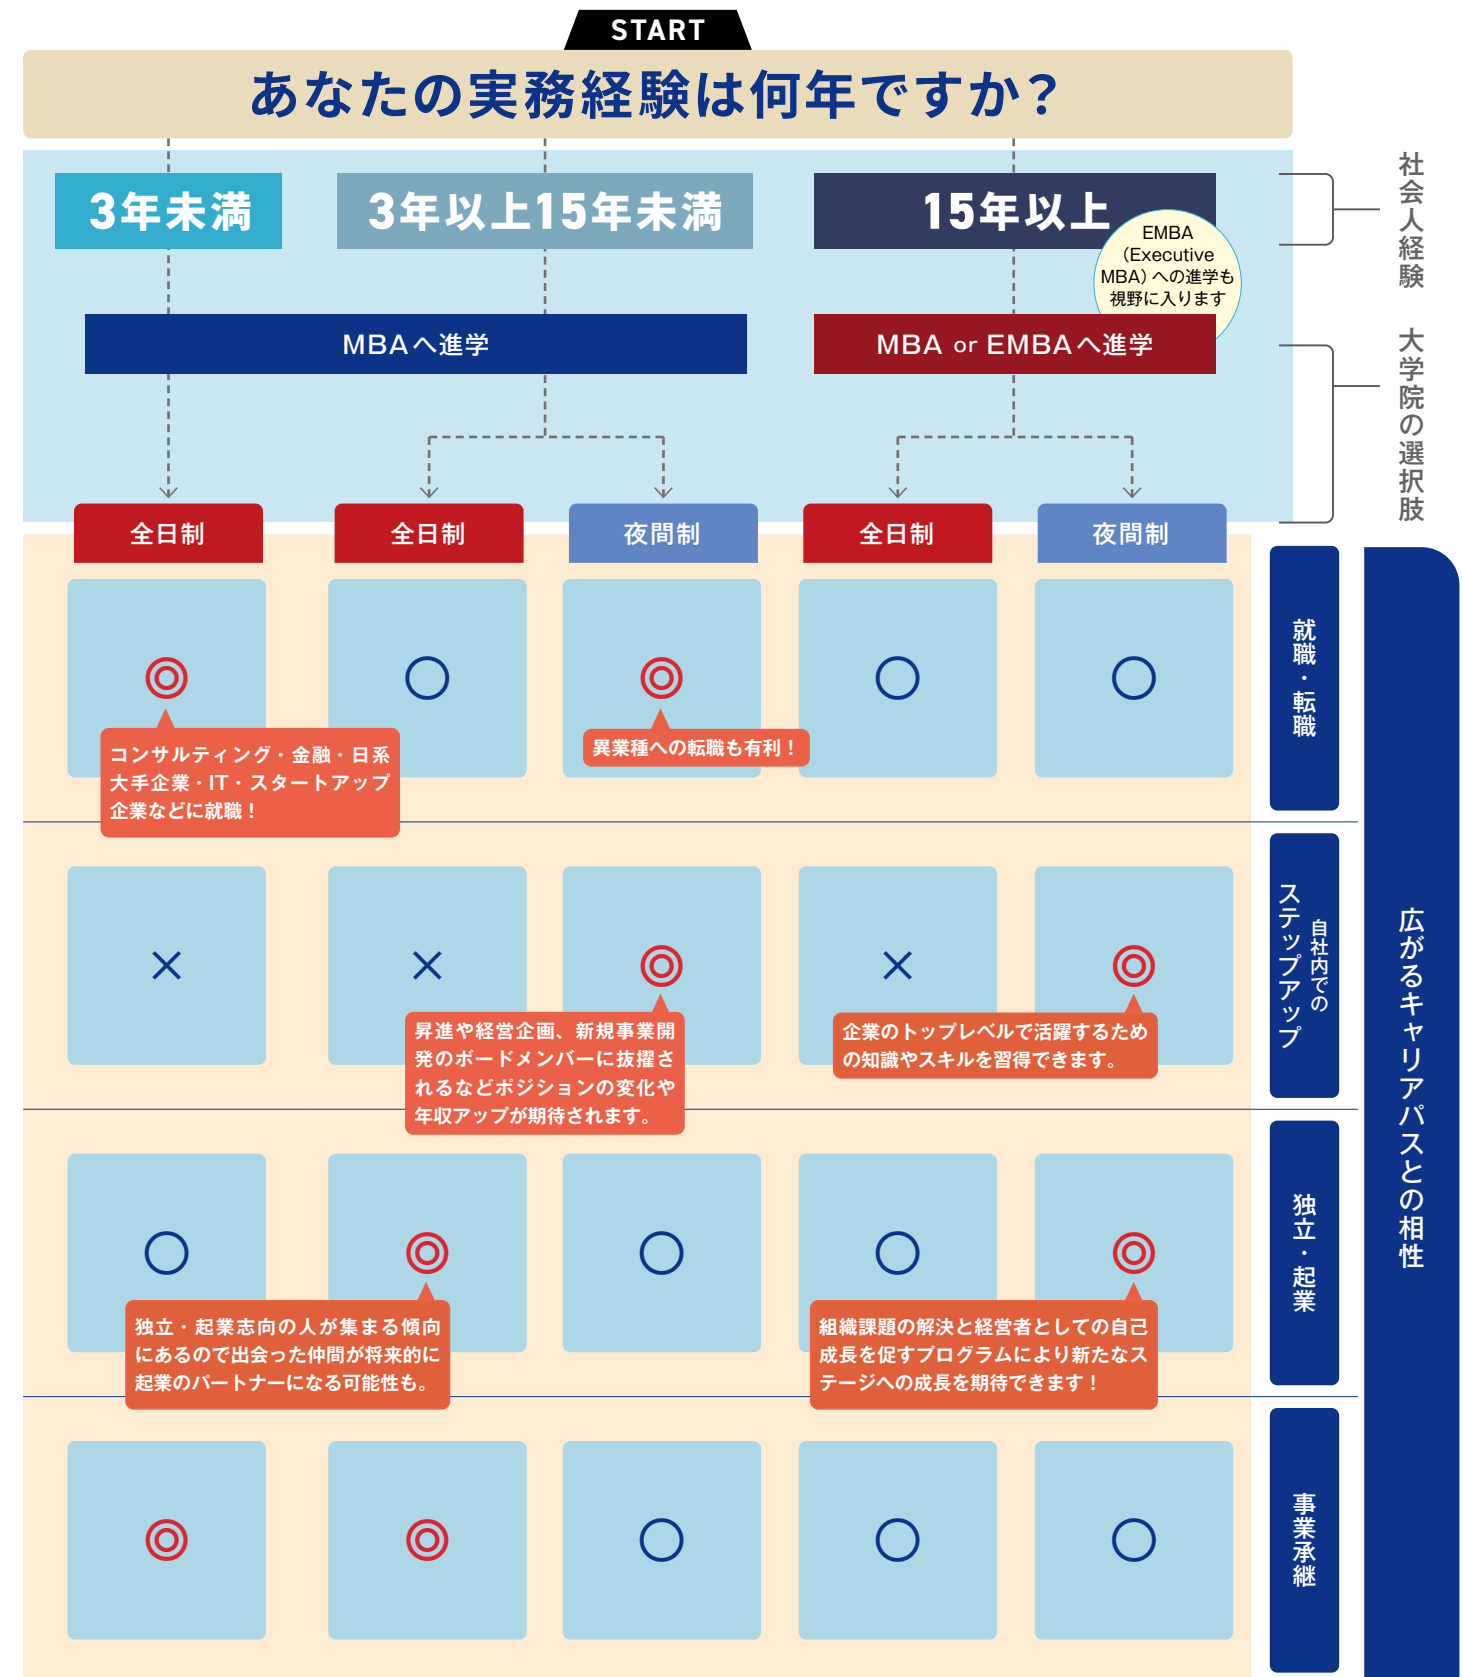 START
あなたの実務経験は何年ですか？
3年未満
3年以上15年未満
15年以上
EMBA
（Executive
MBA）への進学も
視野に入ります
社会人経験
MBAへ進学
MBA or EMBAへ進学
大学院の選択肢
全日制
全日制
夜間制
全日制
夜間制
◎
○
◎
○
○
就職・転職
コンサルティング・金融・日系
大手企業・IT・スタートアップ
企業などに就職！
異業種への転職も有利！
×
×
◎
×
◎
自社内での
ステップアップ
昇進や経営企画、新規事業開
発のボードメンバーに抜擢さ
れるなどポジションの変化や
年収アップが期待されます。
企業のトップレベルで活躍するため
の知識やスキルを習得できます。
広がるキャリアパスとの相性
○
◎
○
○
◎
独立・起業
独立・起業志向の人が集まる傾向
にあるので出会った仲間が将来的に
起業のパートナーになる可能性も。
組織課題の解決と経営者としての自己
成長を促すプログラムにより新たなス
テージへの成長を期待できます！
◎
◎
○
○
○
事業承継